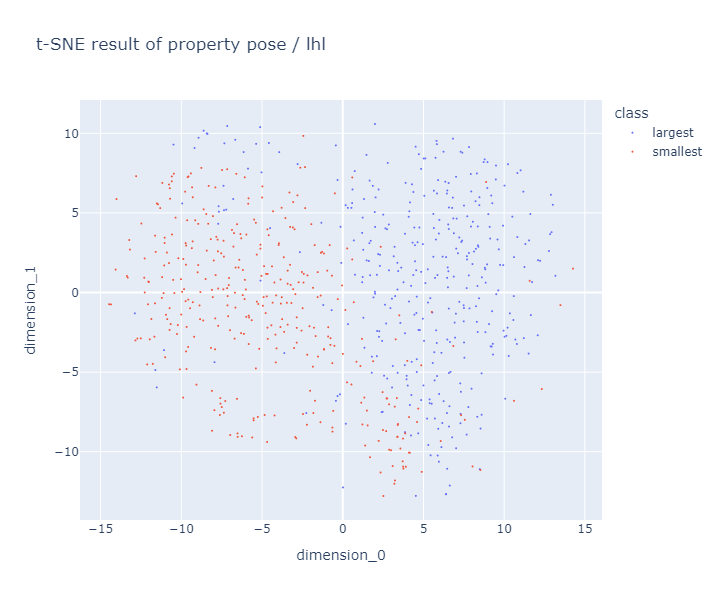 t-SNE result of property pose / lhl
class
largest
smallest
dimension_1
10
5
0
−5
−10
−15
−10
−5
0
5
10
15
dimension_0